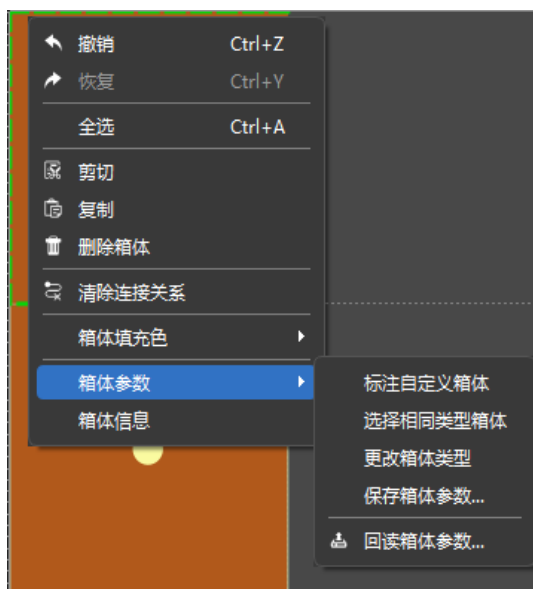 撤销 Ctrl+Z
恢复 Ctrl+Y
全选 Ctrl+A
剪切
复制
删除箱体
清除连接关系
箱体填充色
箱体参数
箱体信息
标注自定义箱体
选择相同类型箱体
更改箱体类型
保存箱体参数...
回读箱体参数...